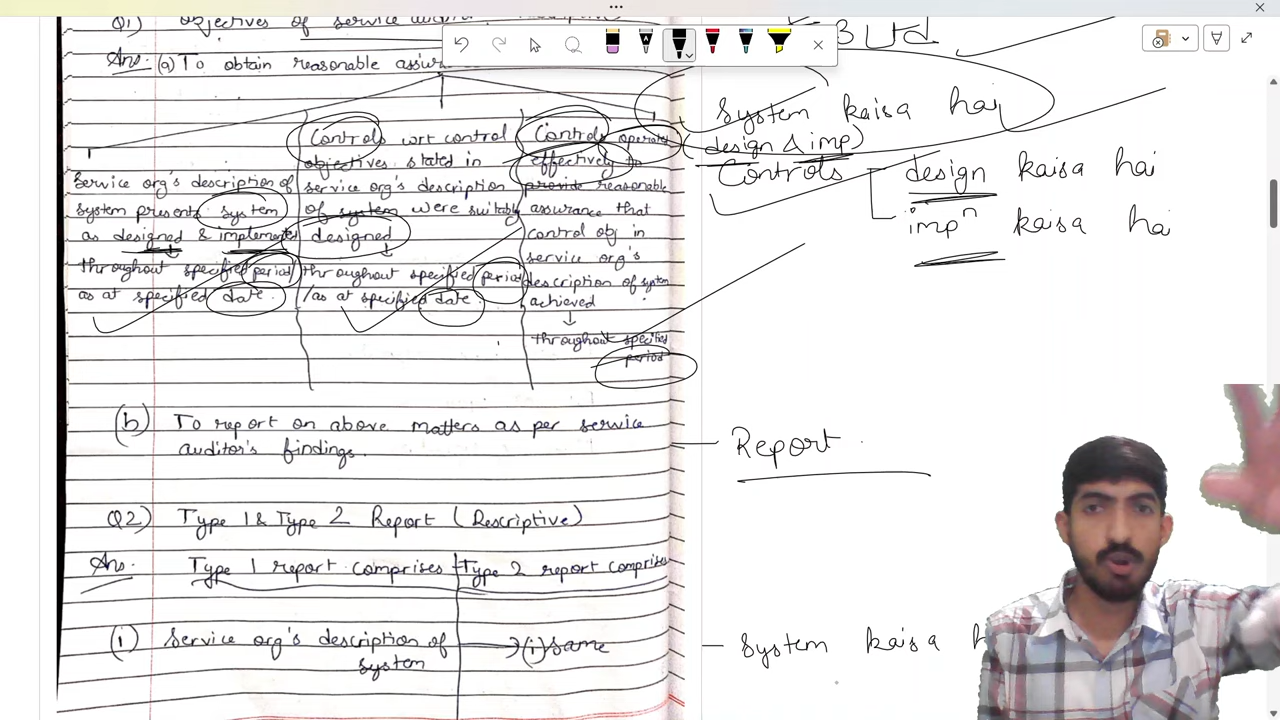 Q1) Objectives of service
Ans. (a) To obtain reasonable
Service org's description of
system presents system
as designed & implemented
throughout specified period/
as at specified date.
Controls wrt control
objectives stated in
service org's description
of system were suitably
designed
throughout specified period
/as at specified date.
Controls operated
effectively to
provide reasonable
assurance that
control obj in
service org's
description of system
achieved
throughout specified
period
(b) To report on above matters as per service
auditor's findings.
Q2) Type 1 & Type 2 Report (Descriptive)
Ans. Type 1 report comprises
Type 2 report comprises
(i) Service org's description of
system
(i) same
3 Ltd
System kaisa hai
(design & imp)
Controls
design kaisa hai
impⁿ kaisa hai
Report
System kaisa